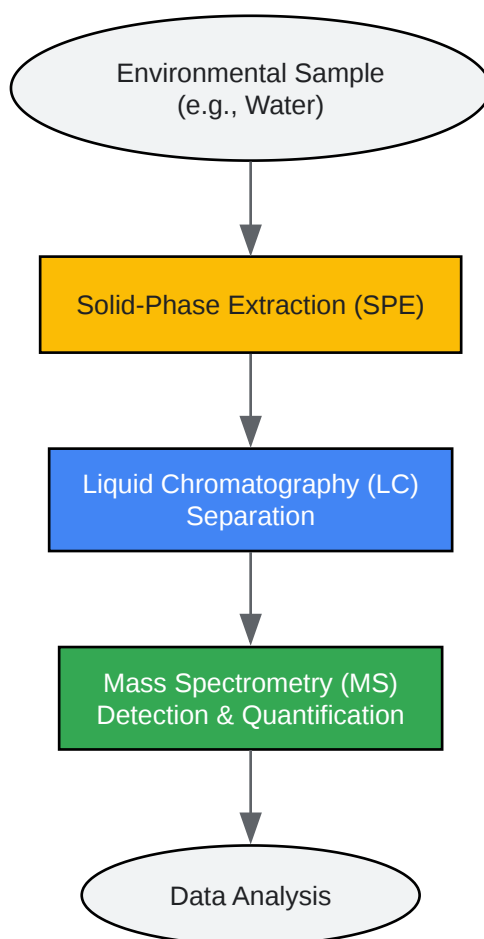 Environmental Sample
(e.g., Water)
Solid-Phase Extraction (SPE)
Liquid Chromatography (LC)
Separation
Mass Spectrometry (MS)
Detection & Quantification
Data Analysis